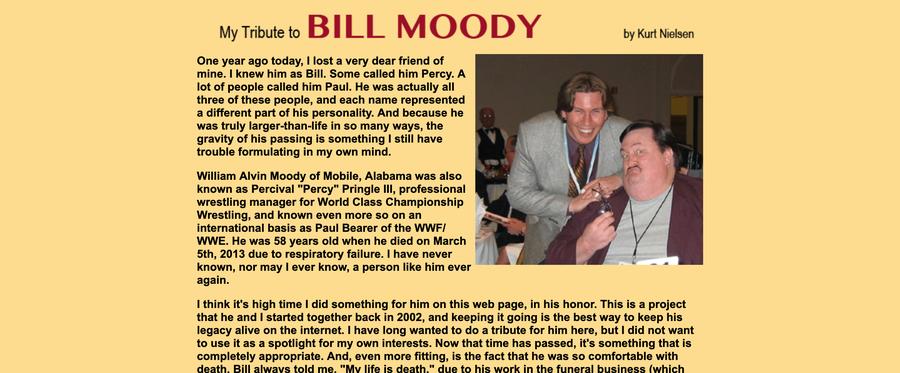 My Tribute to BILL MOODY by Kurt Nielsen
One year ago today, I lost a very dear friend of
mine. I knew him as Bill. Some called him Percy. A
lot of people called him Paul. He was actually all
three of these people, and each name represented
a different part of his personality. And because he
was truly larger-than-life in so many ways, the
gravity of his passing is something I still have
trouble formulating in my own mind.
William Alvin Moody of Mobile, Alabama was also
known as Percival "Percy" Pringle III, professional
wrestling manager for World Class Championship
Wrestling, and known even more so on an
international basis as Paul Bearer of the WWF/
WWE. He was 58 years old when he died on March
5th, 2013 due to respiratory failure. I have never
known, nor may I ever know, a person like him ever
again.
I think it's high time I did something for him on this web page, in his honor. This is a project
that he and I started together back in 2002, and keeping it going is the best way to keep his
legacy alive on the internet. I have long wanted to do a tribute for him here, but I did not want
to use it as a spotlight for my own interests. Now that time has passed, it's something that is
completely appropriate. And, even more fitting, is the fact that he was so comfortable with
death. Bill always told me, "My life is death," due to his work in the funeral business (which